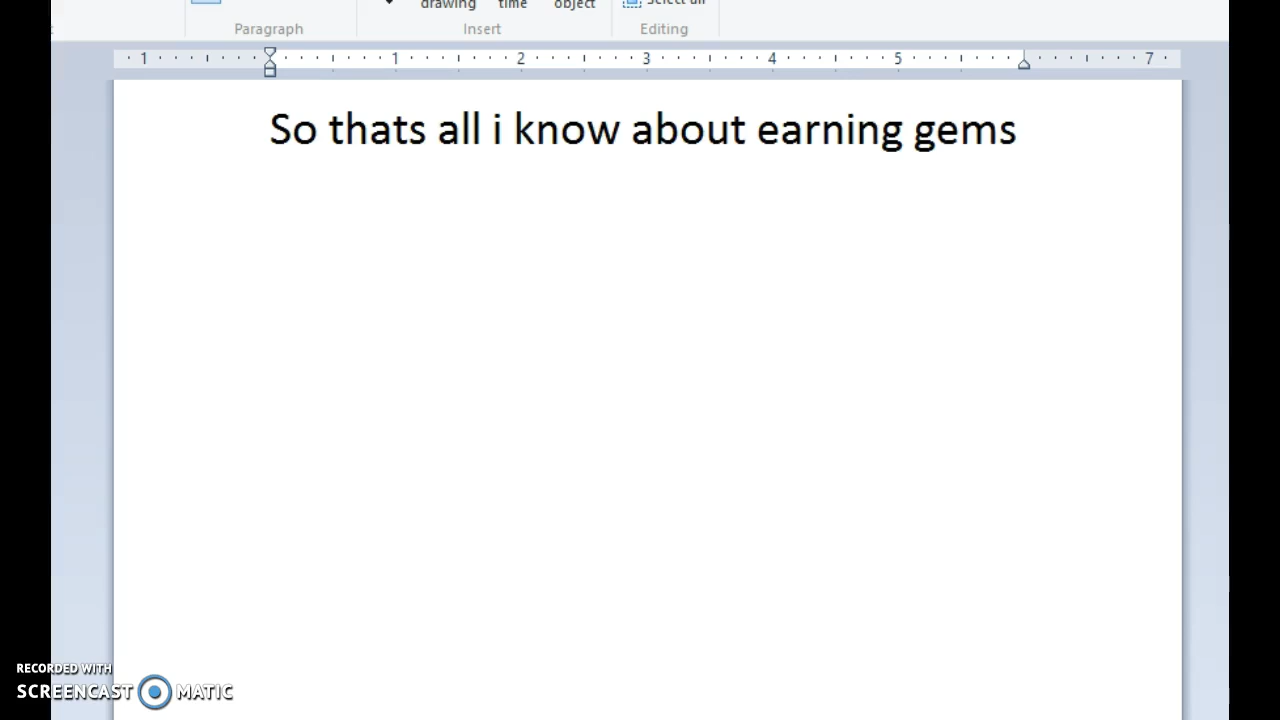 drawing time object Select all
Paragraph Insert Editing
1 1 2 3 4 5 7
So thats all i know about earning gems
RECORDED WITH
SCREENCAST MATIC